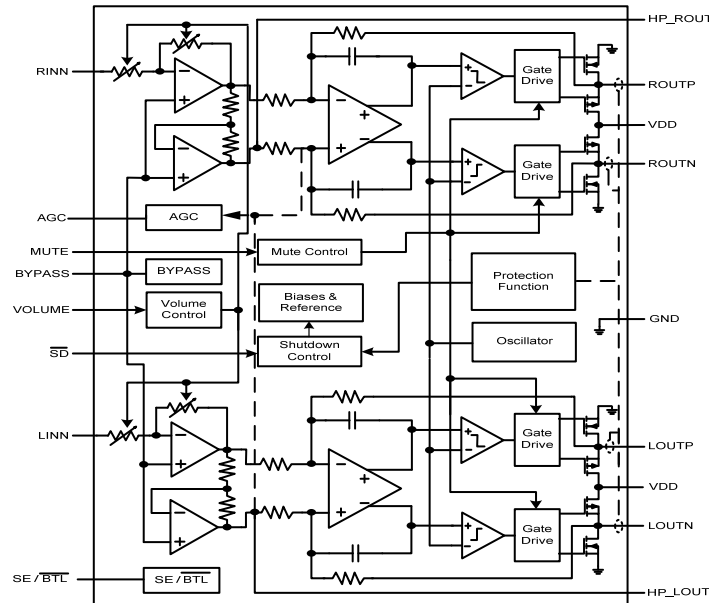 HP_ROUT
RINN
Gate
Drive
ROUTP
VDD
Gate
Drive
ROUTN
AGC
AGC
MUTE
Mute Control
BYPASS
BYPASS
Protection
Function
VOLUME
Volume
Control
Biases &
Reference
GND
SD
Shutdown
Control
Oscillator
LINN
Gate
Drive
LOUTP
VDD
Gate
Drive
LOUTN
SE/BTL
SE/BTL
HP_LOUT